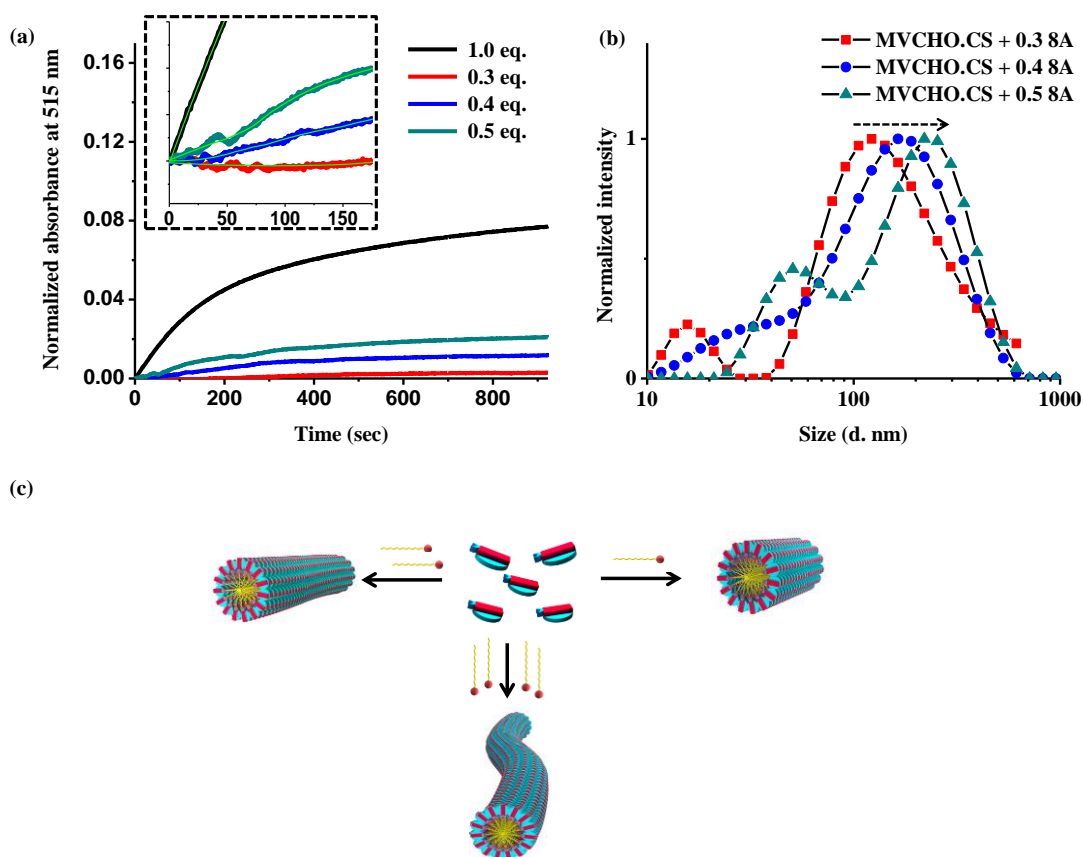 (a)
Normalized absorbance at 515 nm
0.16
0.12
0.08
0.04
0.00
0 200 400 600 800
Time (sec)
0 50 100 150
1.0 eq.
0.3 eq.
0.4 eq.
0.5 eq.
(b)
MVCHO.CS + 0.3 8A
MVCHO.CS + 0.4 8A
MVCHO.CS + 0.5 8A
Normalized intensity
1
0
10 100 1000
Size (d. nm)
(c)